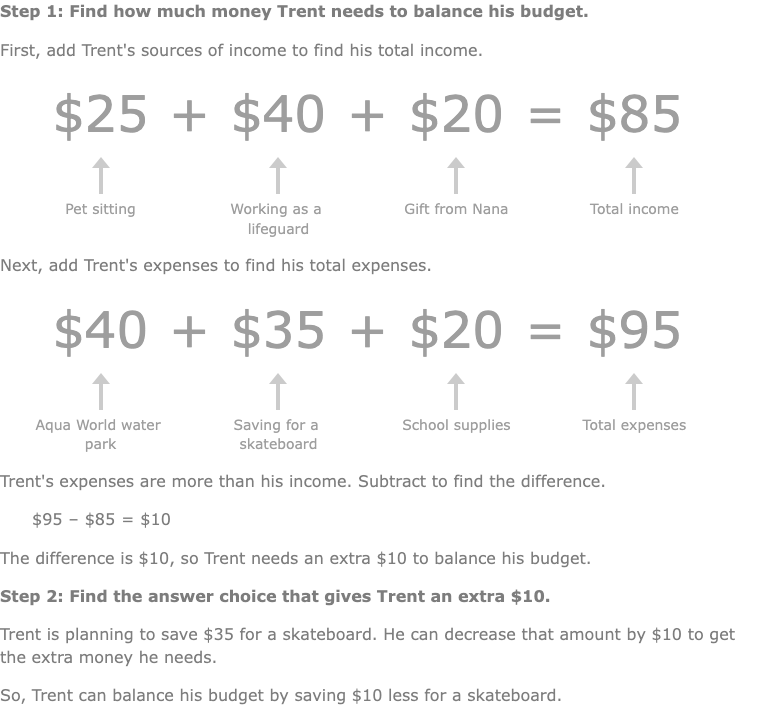 Step 1: Find how much money Trent needs to balance his budget.
First, add Trent's sources of income to find his total income.
$25 + $40 + $20 = $85
Pet sitting Working as a Gift from Nana Total income
lifeguard
Next, add Trent's expenses to find his total expenses.
$40 + $35 + $20 = $95
Aqua World water Saving for a School supplies Total expenses
park skateboard
Trent's expenses are more than his income. Subtract to find the difference.
$95 – $85 = $10
The difference is $10, so Trent needs an extra $10 to balance his budget.
Step 2: Find the answer choice that gives Trent an extra $10.
Trent is planning to save $35 for a skateboard. He can decrease that amount by $10 to get
the extra money he needs.
So, Trent can balance his budget by saving $10 less for a skateboard.